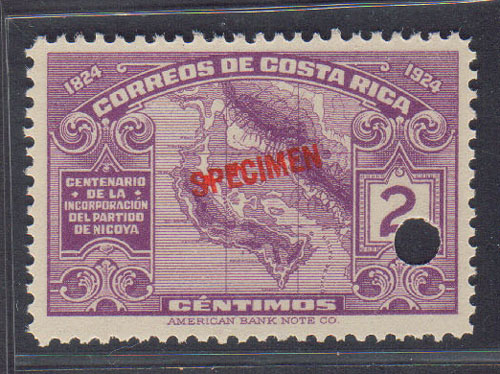 1824
1924
CORREOS DE COSTA RICA
SPECIMEN
CENTENARIO
DE LA
INCORPORACIÓN
DEL PARTIDO
DE NICOYA
2
CÉNTIMOS
AMERICAN BANK NOTE CO.